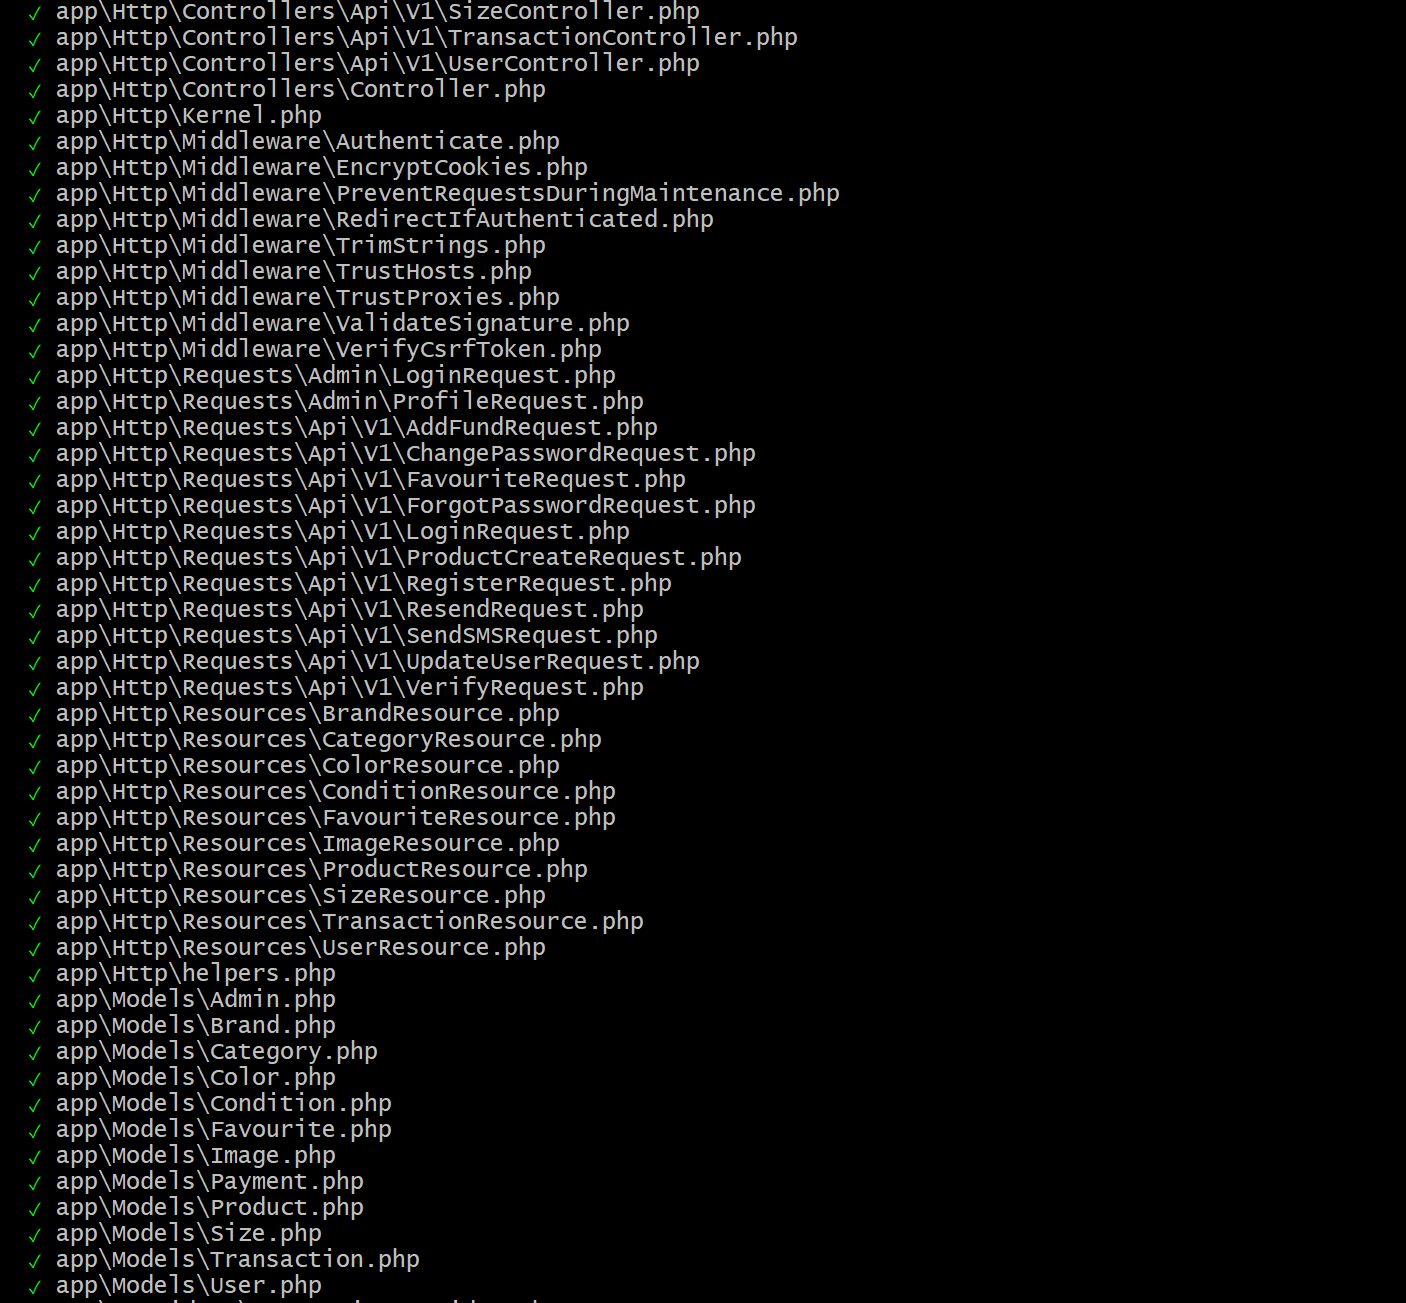 ✓ app\Http\Controllers\Api\V1\SizeController.php
✓ app\Http\Controllers\Api\V1\TransactionController.php
✓ app\Http\Controllers\Api\V1\UserController.php
✓ app\Http\Controllers\Controller.php
✓ app\Http\Kernel.php
✓ app\Http\Middleware\Authenticate.php
✓ app\Http\Middleware\EncryptCookies.php
✓ app\Http\Middleware\PreventRequestsDuringMaintenance.php
✓ app\Http\Middleware\RedirectIfAuthenticated.php
✓ app\Http\Middleware\TrimStrings.php
✓ app\Http\Middleware\TrustHosts.php
✓ app\Http\Middleware\TrustProxies.php
✓ app\Http\Middleware\ValidateSignature.php
✓ app\Http\Middleware\VerifyCsrfToken.php
✓ app\Http\Requests\Admin\LoginRequest.php
✓ app\Http\Requests\Admin\ProfileRequest.php
✓ app\Http\Requests\Api\V1\AddFundRequest.php
✓ app\Http\Requests\Api\V1\ChangePasswordRequest.php
✓ app\Http\Requests\Api\V1\FavouriteRequest.php
✓ app\Http\Requests\Api\V1\ForgotPasswordRequest.php
✓ app\Http\Requests\Api\V1\LoginRequest.php
✓ app\Http\Requests\Api\V1\ProductCreateRequest.php
✓ app\Http\Requests\Api\V1\RegisterRequest.php
✓ app\Http\Requests\Api\V1\ResendRequest.php
✓ app\Http\Requests\Api\V1\SendSMSRequest.php
✓ app\Http\Requests\Api\V1\UpdateUserRequest.php
✓ app\Http\Requests\Api\V1\VerifyRequest.php
✓ app\Http\Resources\BrandResource.php
✓ app\Http\Resources\CategoryResource.php
✓ app\Http\Resources\ColorResource.php
✓ app\Http\Resources\ConditionResource.php
✓ app\Http\Resources\FavouriteResource.php
✓ app\Http\Resources\ImageResource.php
✓ app\Http\Resources\ProductResource.php
✓ app\Http\Resources\SizeResource.php
✓ app\Http\Resources\TransactionResource.php
✓ app\Http\Resources\UserResource.php
✓ app\Http\helpers.php
✓ app\Models\Admin.php
✓ app\Models\Brand.php
✓ app\Models\Category.php
✓ app\Models\Color.php
✓ app\Models\Condition.php
✓ app\Models\Favourite.php
✓ app\Models\Image.php
✓ app\Models\Payment.php
✓ app\Models\Product.php
✓ app\Models\Size.php
✓ app\Models\Transaction.php
✓ app\Models\User.php